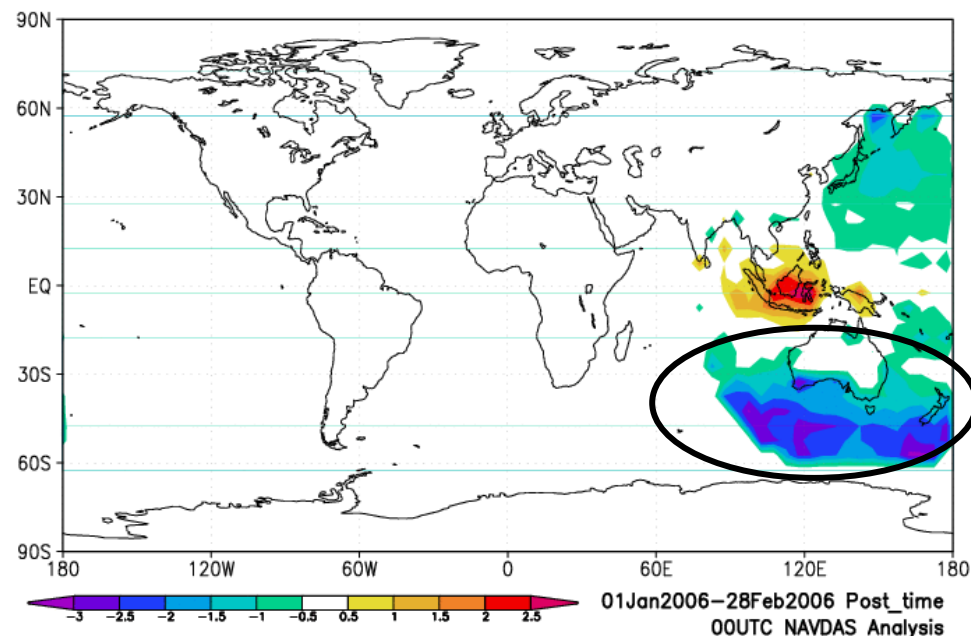 90N
60N
30N
EQ
30S
60S
90S
180 120W 60W 0 60E 120E 180
-3 -2.5 -2 -1.5 -1 -0.5 0.5 1 1.5 2 2.5
01Jan2006-28Feb2006 Post_time
00UTC NAVDAS Analysis